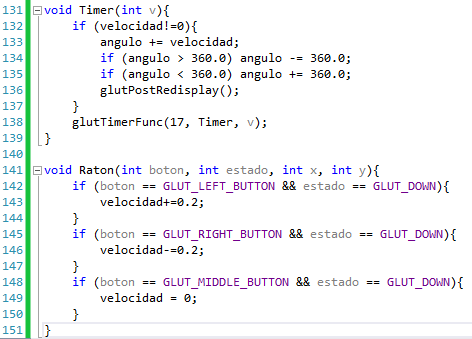 131 void Timer(int v){
132     if (velocidad!=0){
133         angulo += velocidad;
134         if (angulo > 360.0) angulo -= 360.0;
135         if (angulo < 360.0) angulo += 360.0;
136         glutPostRedisplay();
137     }
138     glutTimerFunc(17, Timer, v);
139 }
140
141 void Raton(int boton, int estado, int x, int y){
142     if (boton == GLUT_LEFT_BUTTON && estado == GLUT_DOWN){
143         velocidad+=0.2;
144     }
145     if (boton == GLUT_RIGHT_BUTTON && estado == GLUT_DOWN){
146         velocidad-=0.2;
147     }
148     if (boton == GLUT_MIDDLE_BUTTON && estado == GLUT_DOWN){
149         velocidad = 0;
150     }
151 }